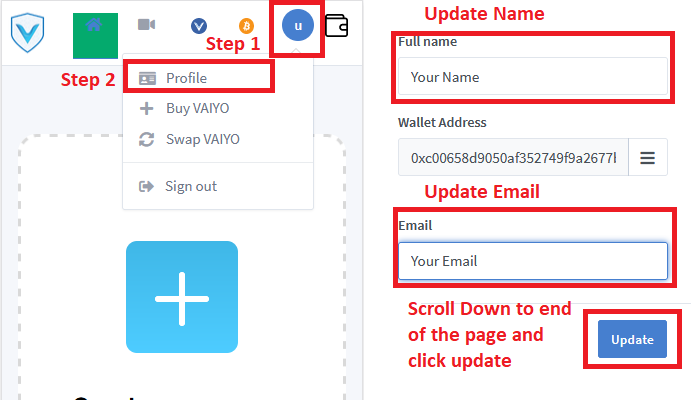 u
Step 1
Step 2
Profile
Buy VAIYO
Swap VAIYO
Sign out
Update Name
Full name
Your Name
Wallet Address
0xc00658d9050af352749f9a2677
Update Email
Email
Your Email
Scroll Down to end
of the page and
click update
Update